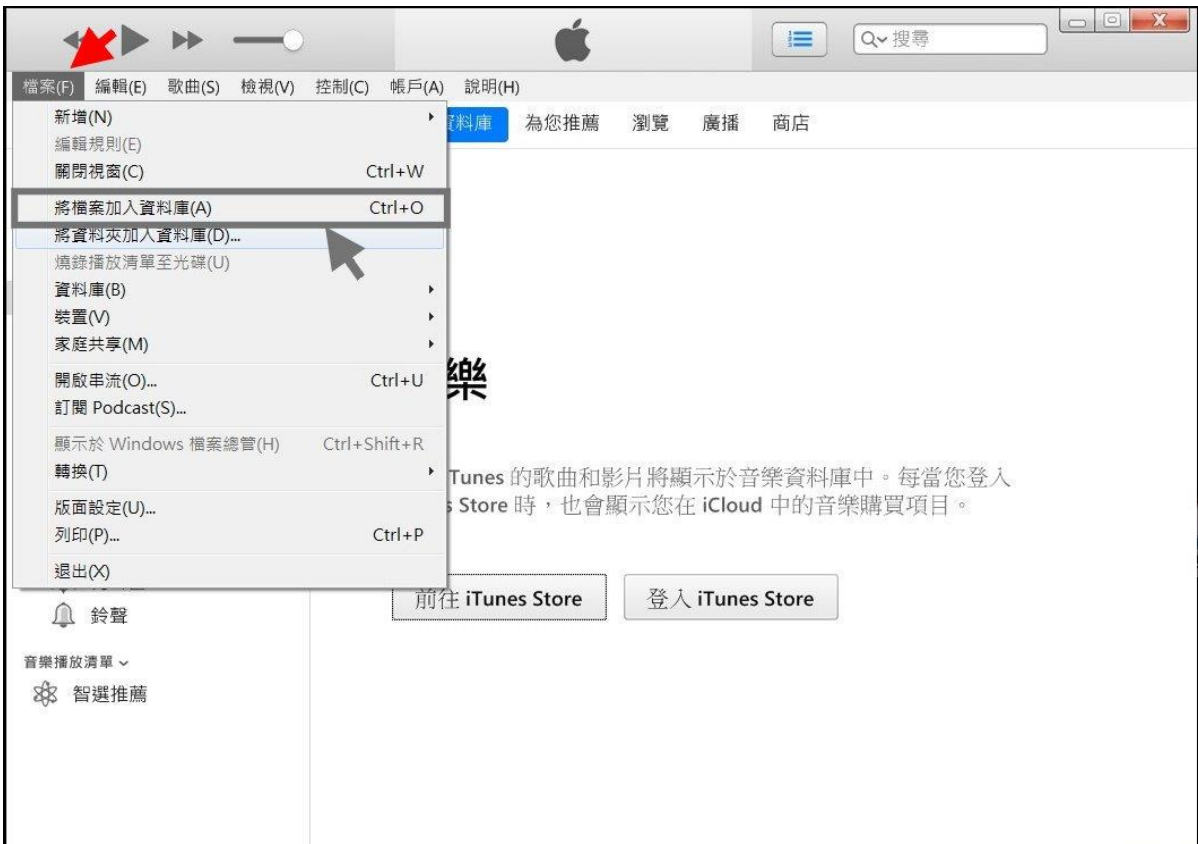 搜尋
檔案(F) 編輯(E) 歌曲(S) 檢視(V) 控制(C) 帳戶(A) 說明(H)
資料庫 為您推薦 瀏覽 廣播 商店
新增(N)
編輯規則(E)
關閉視窗(C) Ctrl+W
將檔案加入資料庫(A) Ctrl+O
將資料夾加入資料庫(D)...
燒錄播放清單至光碟(U)
資料庫(B)
裝置(V)
家庭共享(M)
開啟串流(O)... Ctrl+U
訂閱 Podcast(S)...
顯示於 Windows 檔案總管(H) Ctrl+Shift+R
轉換(T)
版面設定(U)...
列印(P)... Ctrl+P
退出(X)
樂
Tunes 的歌曲和影片將顯示於音樂資料庫中。每當您登入
s Store 時，也會顯示您在 iCloud 中的音樂購買項目。
前往 iTunes Store 登入 iTunes Store
鈴聲
音樂播放清單
智選推薦